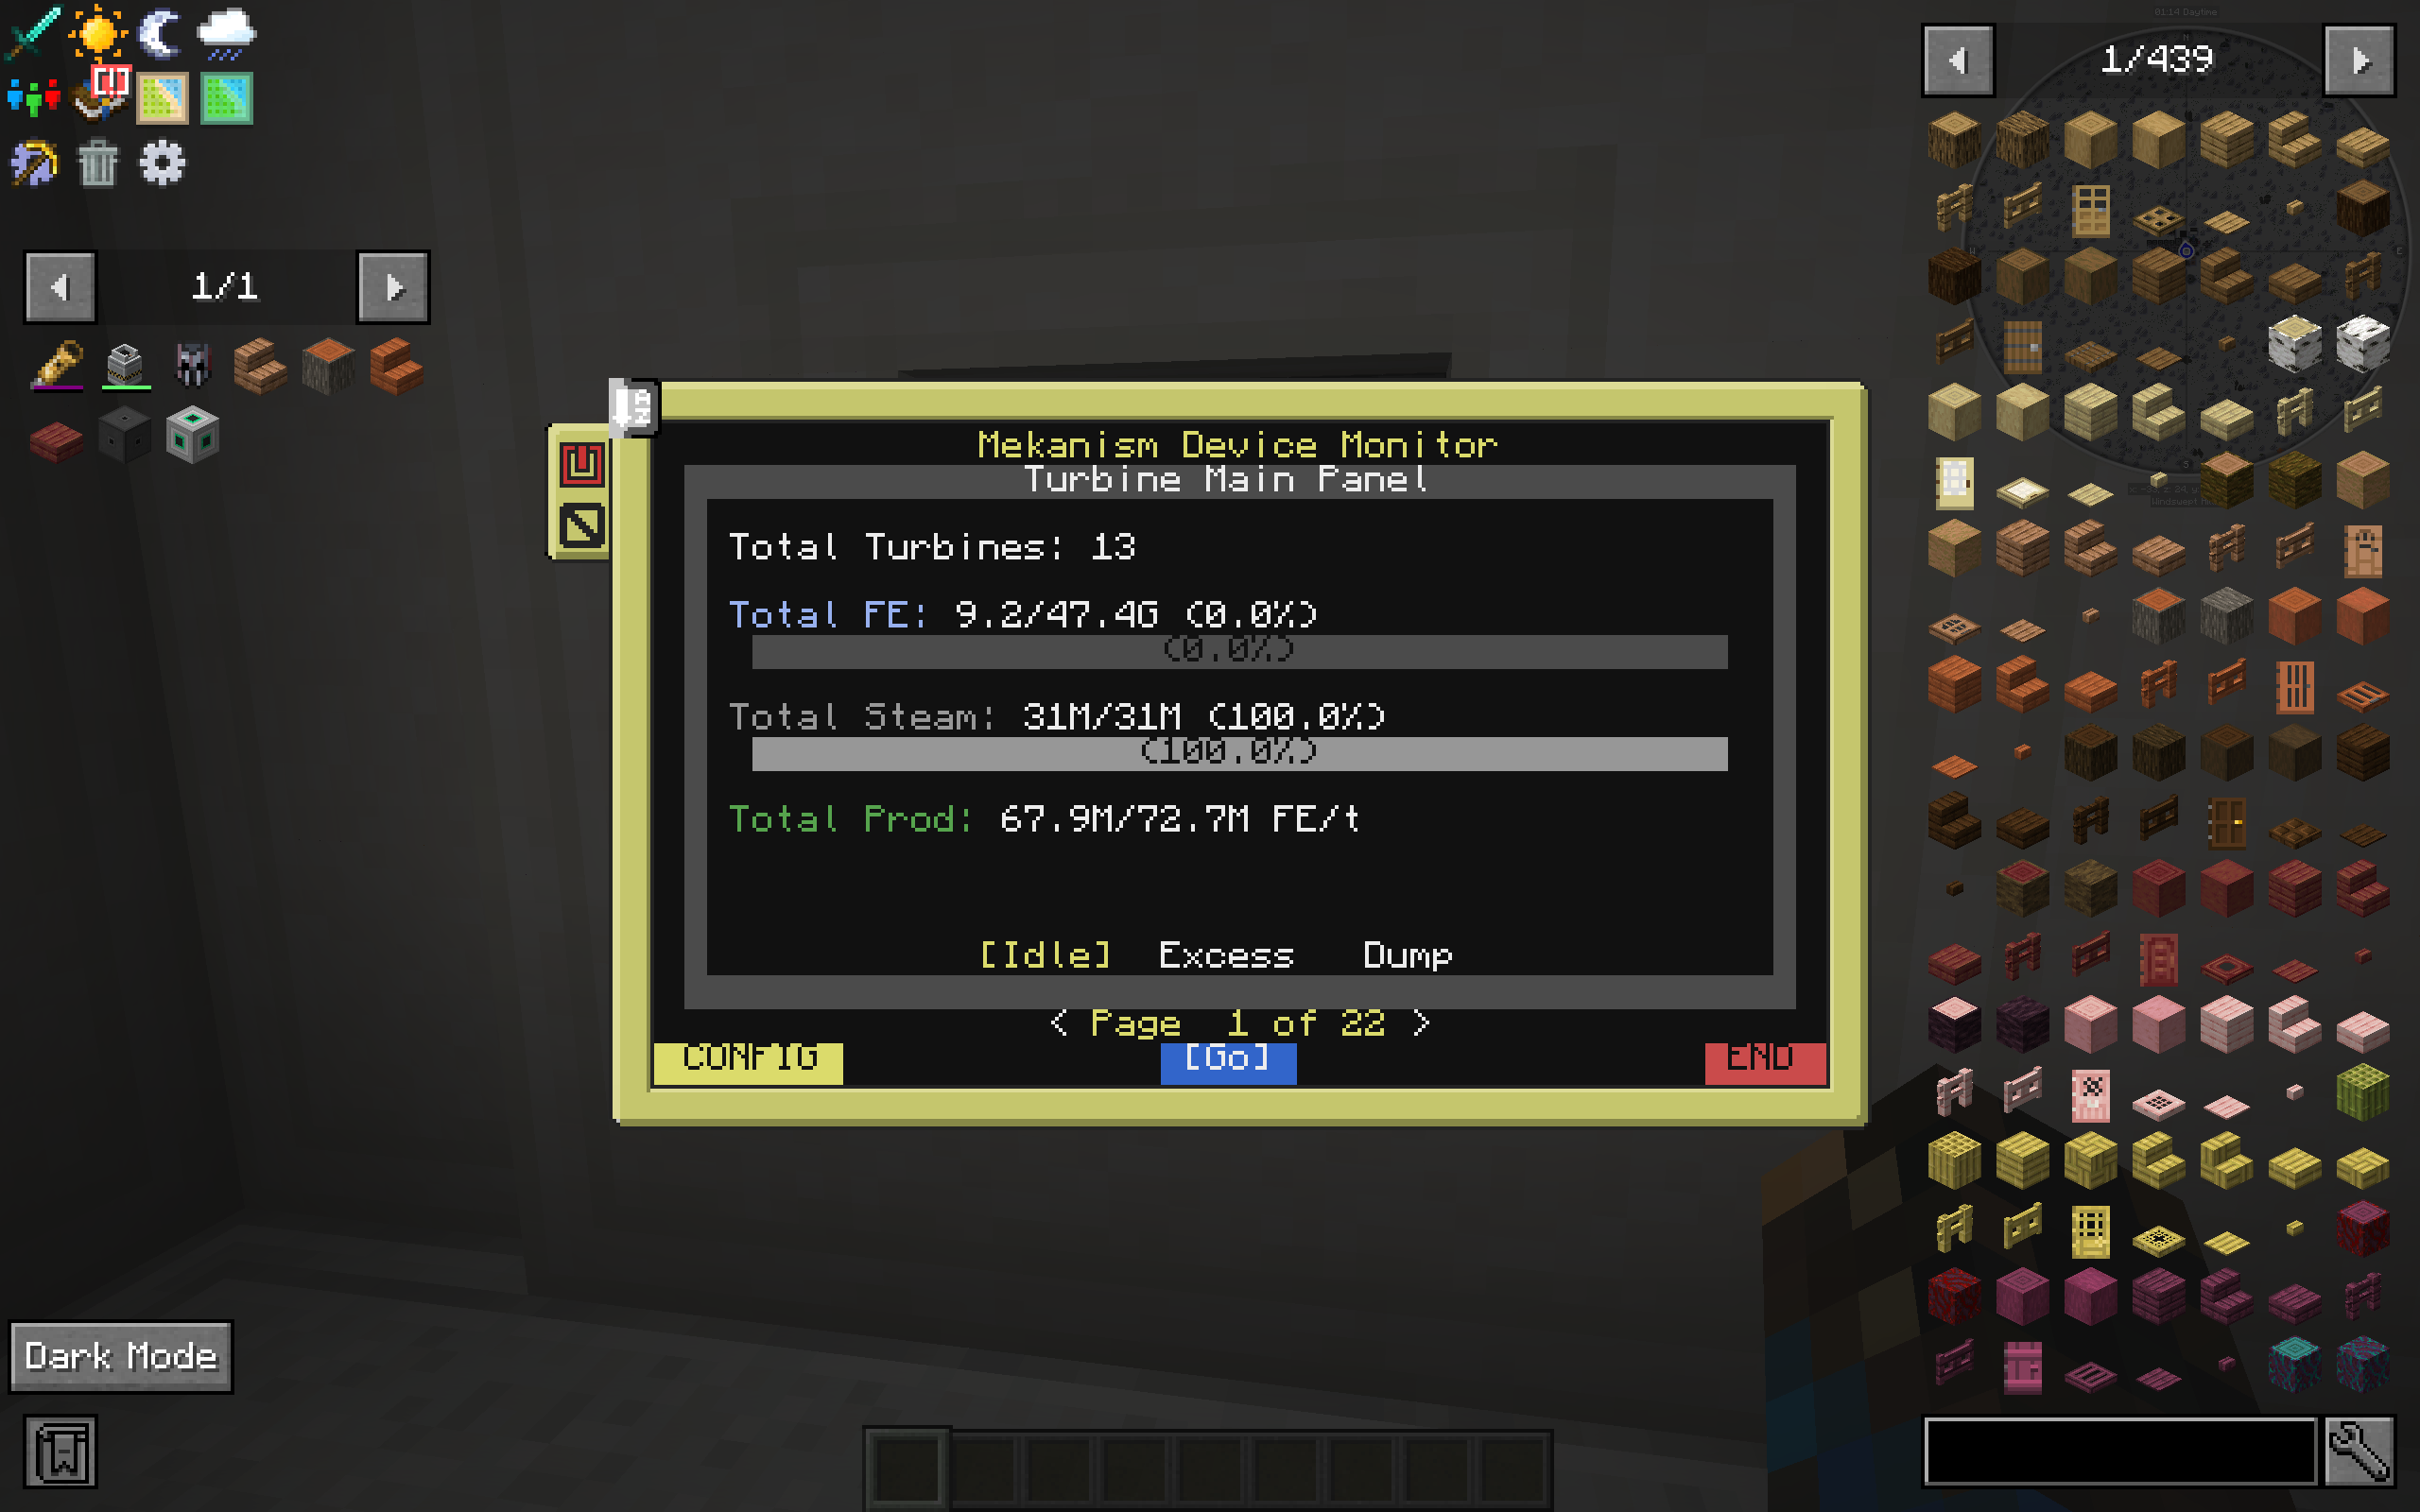 0114 Daytime
1/439
1/1
Mekanism Device Monitor
Turbine Main Panel
Total Turbines: 13
Total FE: 9.2/47.4G (0.0%)
(0.0%)
Total Steam: 31M/31M (100.0%)
(100.0%)
Total Prod: 67.9M/72.7M FE/t
[Idle] Excess Dump
< Page 1 of 22 >
CONFIG [Go] END
Dark Mode